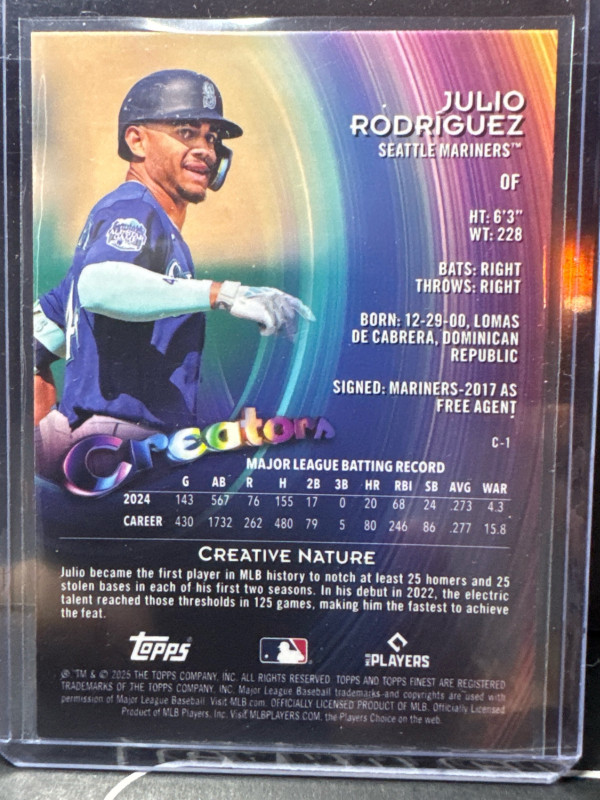 JULIO
RODRÍGUEZ
SEATTLE MARINERS™
OF
HT: 6'3"
WT: 228
BATS: RIGHT
THROWS: RIGHT
BORN: 12-29-00, LOMAS
DE CABRERA, DOMINICAN
REPUBLIC
SIGNED: MARINERS-2017 AS
FREE AGENT
C-1
Creators
MAJOR LEAGUE BATTING RECORD
G AB R H 2B 3B HR RBI SB AVG WAR
2024 143 567 76 155 17 0 20 68 24 .273 4.3
CAREER 430 1732 262 480 79 5 80 246 86 .277 15.8
CREATIVE NATURE
Julio became the first player in MLB history to notch at least 25 homers and 25
stolen bases in each of his first two seasons. In his debut in 2022, the electric
talent reached those thresholds in 125 games, making him the fastest to achieve
the feat.
Topps®
PLAYERS
®, ™ & © 2025 THE TOPPS COMPANY, INC. ALL RIGHTS RESERVED. TOPPS AND TOPPS FINEST ARE REGISTERED
TRADEMARKS OF THE TOPPS COMPANY, INC. Major League Baseball trademarks and copyrights are used with
permission of Major League Baseball. Visit MLB.com. OFFICIALLY LICENSED PRODUCT OF MLB. Officially Licensed
Product of MLB Players, Inc. Visit MLBPLAYERS.COM, the Players Choice on the web.